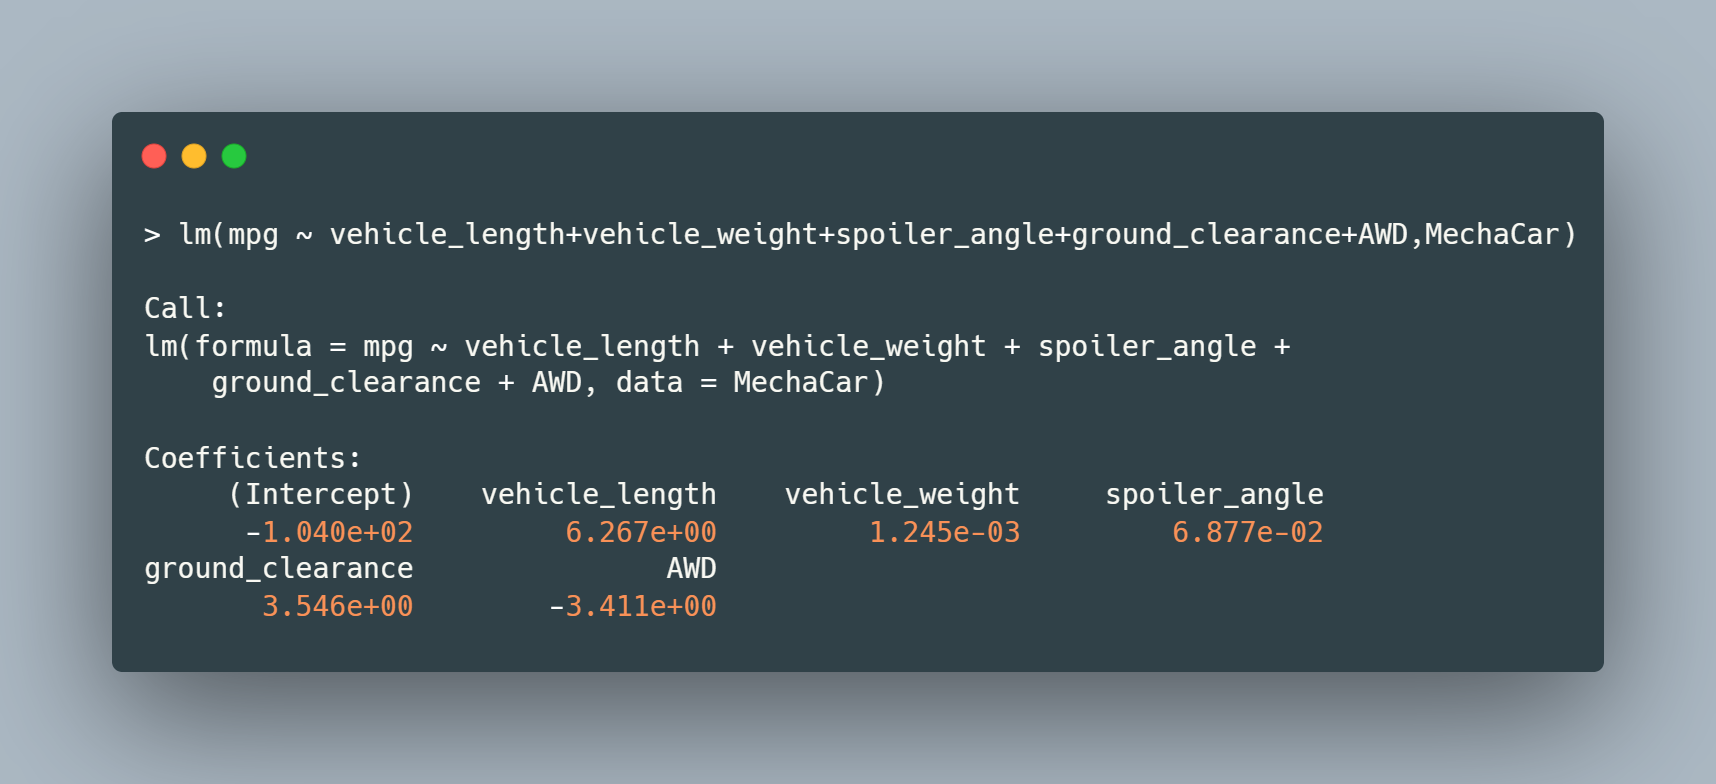 > lm(mpg ~ vehicle_length+vehicle_weight+spoiler_angle+ground_clearance+AWD,MechaCar)
Call:
lm(formula = mpg ~ vehicle_length + vehicle_weight + spoiler_angle +
    ground_clearance + AWD, data = MechaCar)
Coefficients:
     (Intercept)    vehicle_length    vehicle_weight     spoiler_angle
      -1.040e+02         6.267e+00         1.245e-03         6.877e-02
ground_clearance               AWD
       3.546e+00        -3.411e+00